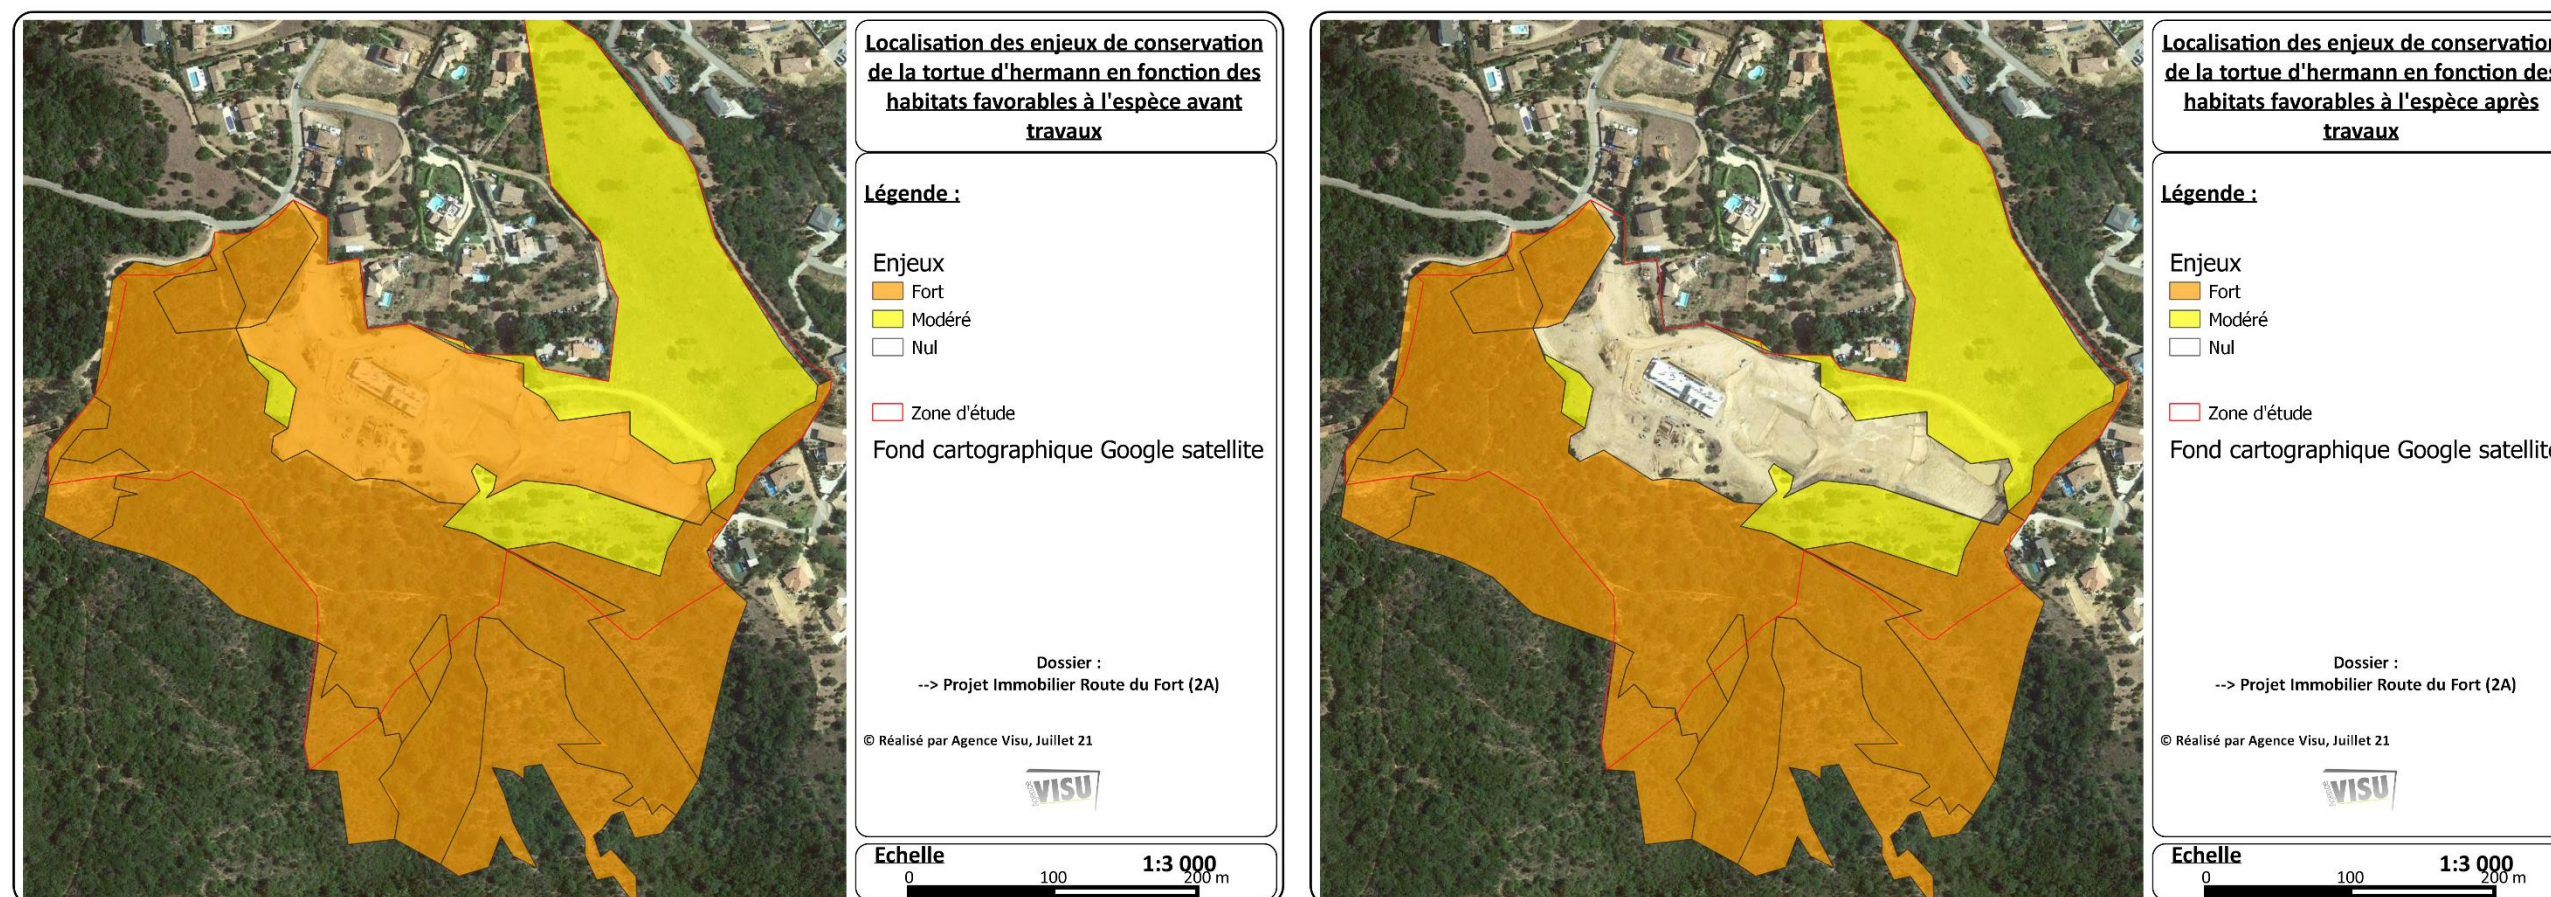 Localisation des enjeux de conservation
de la tortue d'hermann en fonction des
habitats favorables à l'espèce avant
travaux
Légende :
Enjeux
Fort
Modéré
Nul
Zone d'étude
Fond cartographique Google satellite
Dossier :
--> Projet Immobilier Route du Fort (2A)
© Réalisé par Agence Visu, Juillet 21
agence VISU
Echelle
1:3 000
0 100 200 m
Localisation des enjeux de conservation
de la tortue d'hermann en fonction des
habitats favorables à l'espèce après
travaux
Légende :
Enjeux
Fort
Modéré
Nul
Zone d'étude
Fond cartographique Google satellite
Dossier :
--> Projet Immobilier Route du Fort (2A)
© Réalisé par Agence Visu, Juillet 21
agence VISU
Echelle
1:3 000
0 100 200 m